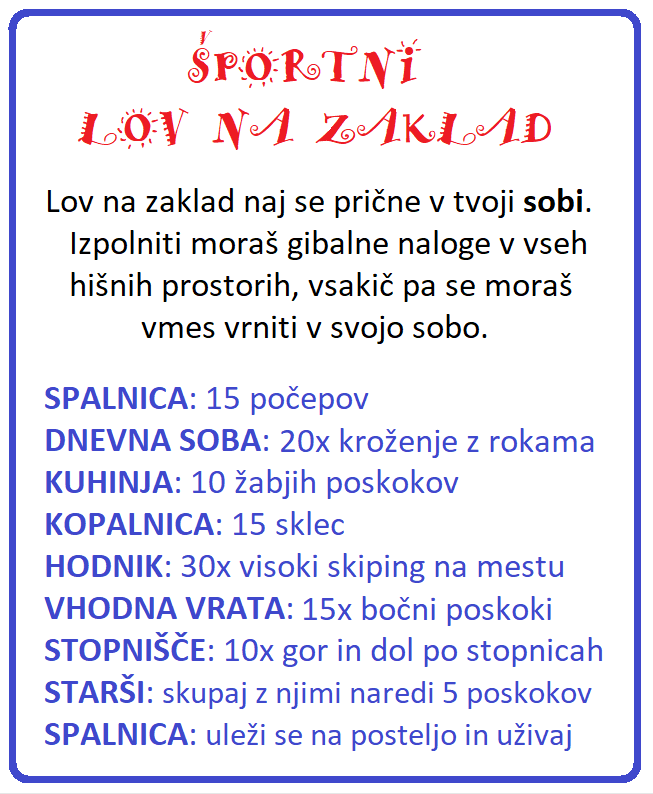 ŠPORTNI
LOV NA ZAKLAD
Lov na zaklad naj se prične v tvoji sobi.
Izpolniti moraš gibalne naloge v vseh
hišnih prostorih, vsakič pa se moraš
vmes vrniti v svojo sobo.
SPALNICA: 15 počepov
DNEVNA SOBA: 20x kroženje z rokama
KUHINJA: 10 žabjih poskokov
KOPALNICA: 15 sklec
HODNIK: 30x visoki skiping na mestu
VHODNA VRATA: 15x bočni poskoki
STOPNIŠČE: 10x gor in dol po stopnicah
STARŠI: skupaj z njimi naredi 5 poskokov
SPALNICA: uleži se na posteljo in uživaj